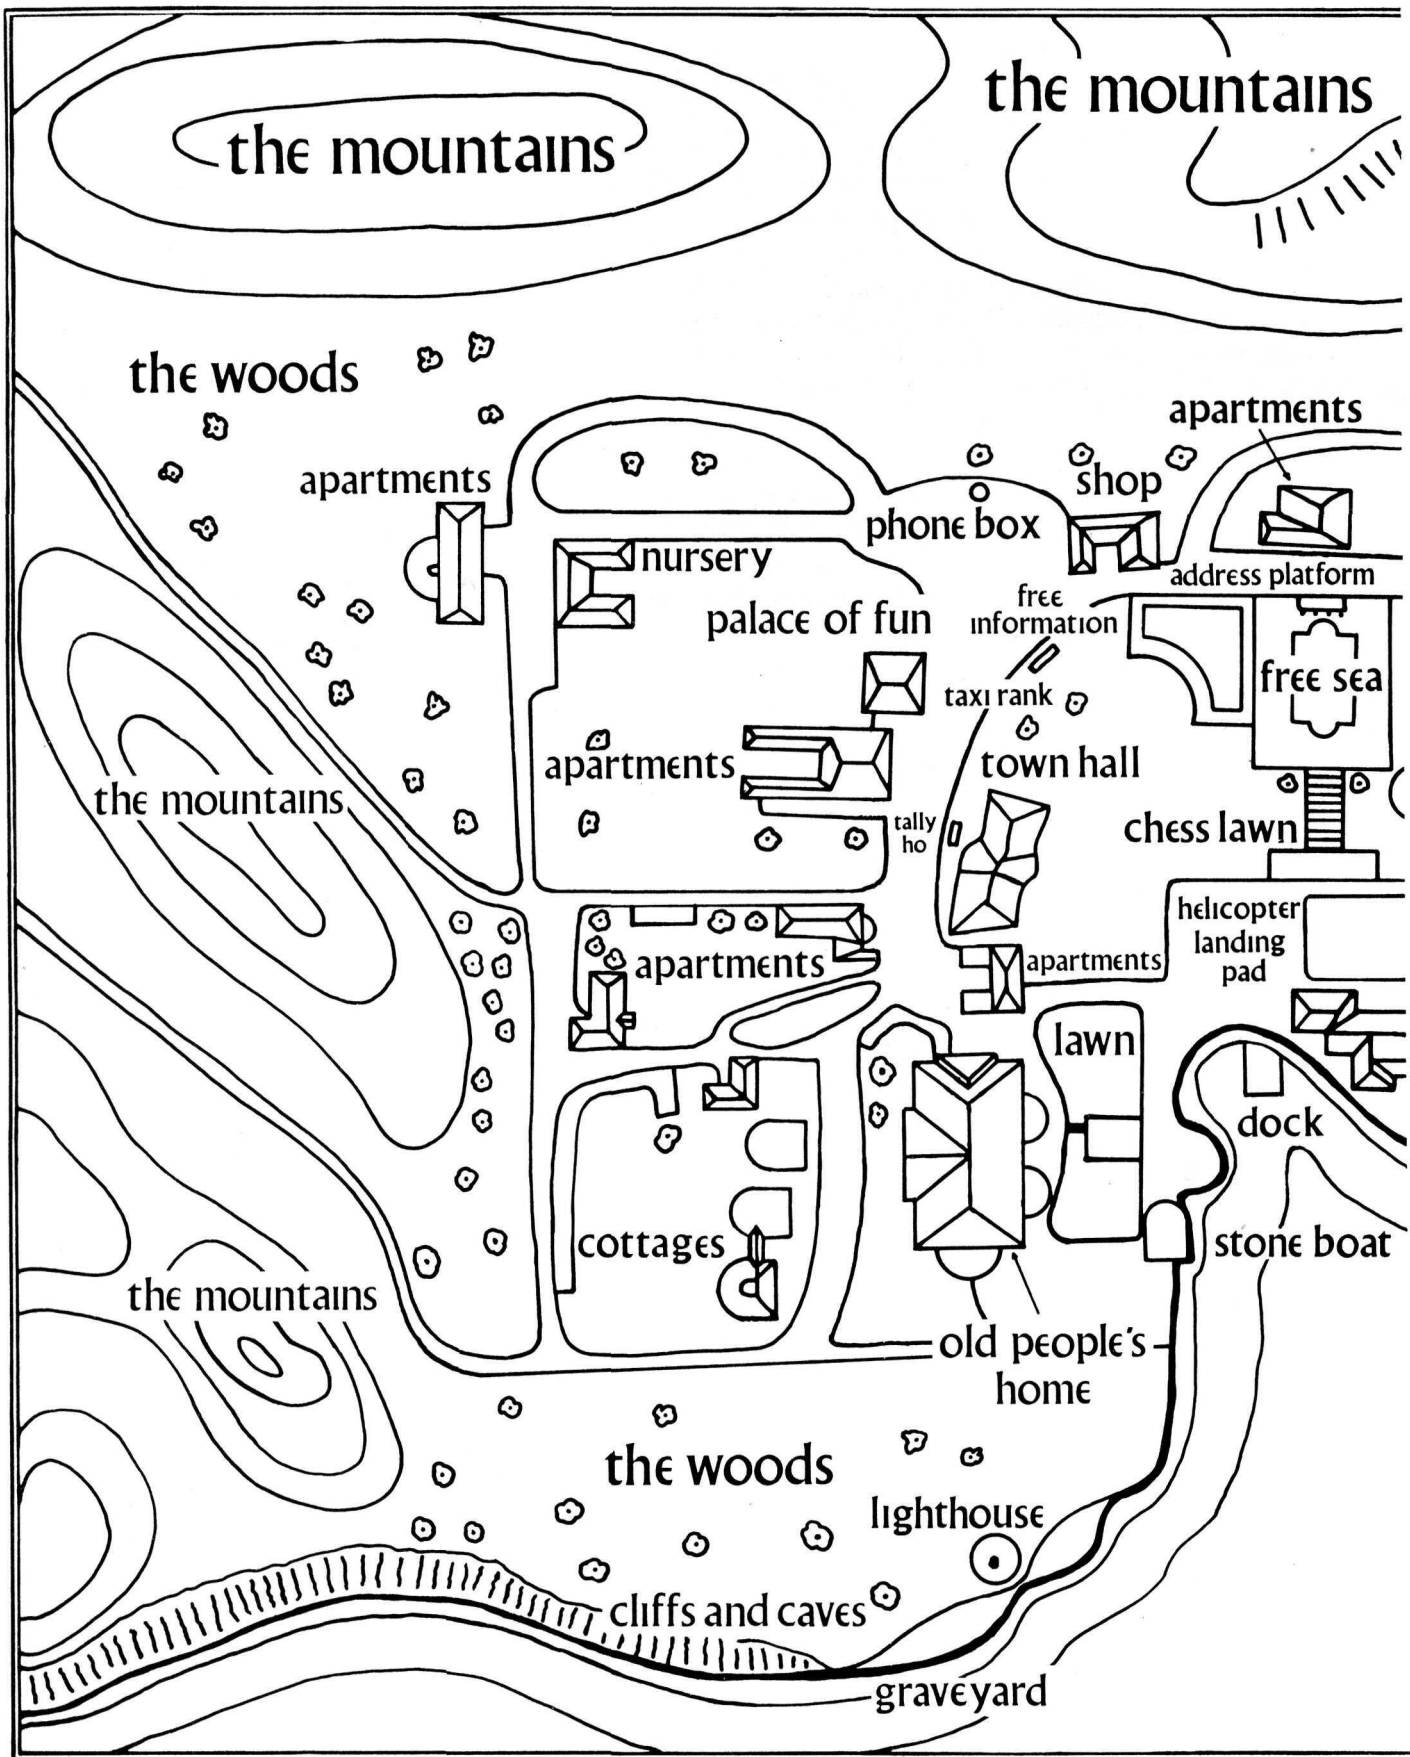 the mountains
the mountains
the woods
apartments
apartments
shop
phone box
nursery
address platform
free
information
palace of fun
free sea
taxi rank
apartments
town hall
the mountains
tally
ho
chess lawn
helicopter
landing
pad
apartments
apartments
lawn
dock
cottages
stone boat
the mountains
old people's
home
the woods
lighthouse
cliffs and caves
graveyard